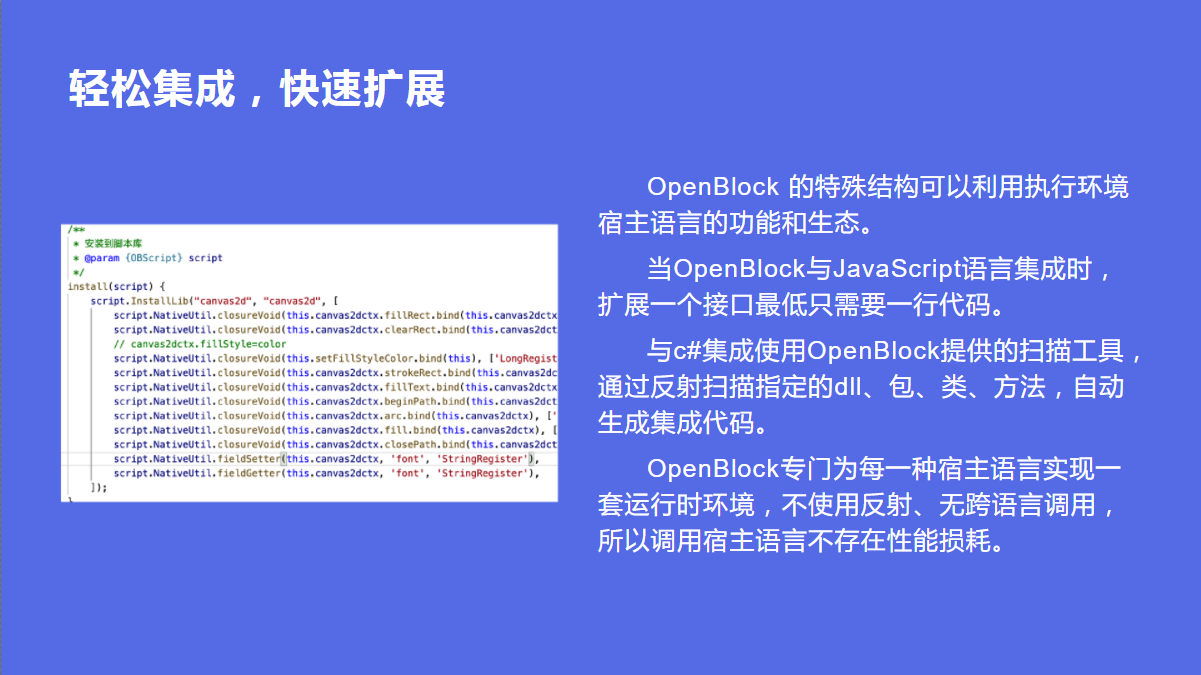 轻松集成，快速扩展
/**
* 安装到脚本库
* @param {OBScript} script
*/
install(script) {
script.InstallLib("canvas2d", "canvas2d", [
script.NativeUtil.closureVoid(this.canvas2dctx.fillRect.bind(this.canvas2dctx
script.NativeUtil.closureVoid(this.canvas2dctx.clearRect.bind(this.canvas2dct
// canvas2dctx.fillStyle=color
script.NativeUtil.closureVoid(this.setFillStyleColor.bind(this), ['LongRegist
script.NativeUtil.closureVoid(this.canvas2dctx.strokeRect.bind(this.canvas2dc
script.NativeUtil.closureVoid(this.canvas2dctx.fillText.bind(this.canvas2dctx
script.NativeUtil.closureVoid(this.canvas2dctx.beginPath.bind(this.canvas2dct
script.NativeUtil.closureVoid(this.canvas2dctx.arc.bind(this.canvas2dctx), ['
script.NativeUtil.closureVoid(this.canvas2dctx.fill.bind(this.canvas2dctx), [
script.NativeUtil.closureVoid(this.canvas2dctx.closePath.bind(this.canvas2dct
script.NativeUtil.fieldSetter(this.canvas2dctx, 'font', 'StringRegister'),
script.NativeUtil.fieldGetter(this.canvas2dctx, 'font', 'StringRegister'),
]);
}
OpenBlock 的特殊结构可以利用执行环境
宿主语言的功能和生态。
当OpenBlock与JavaScript语言集成时，
扩展一个接口最低只需要一行代码。
与c#集成使用OpenBlock提供的扫描工具，
通过反射扫描指定的dll、包、类、方法，自动
生成集成代码。
OpenBlock专门为每一种宿主语言实现一
套运行时环境，不使用反射、无跨语言调用，
所以调用宿主语言不存在性能损耗。